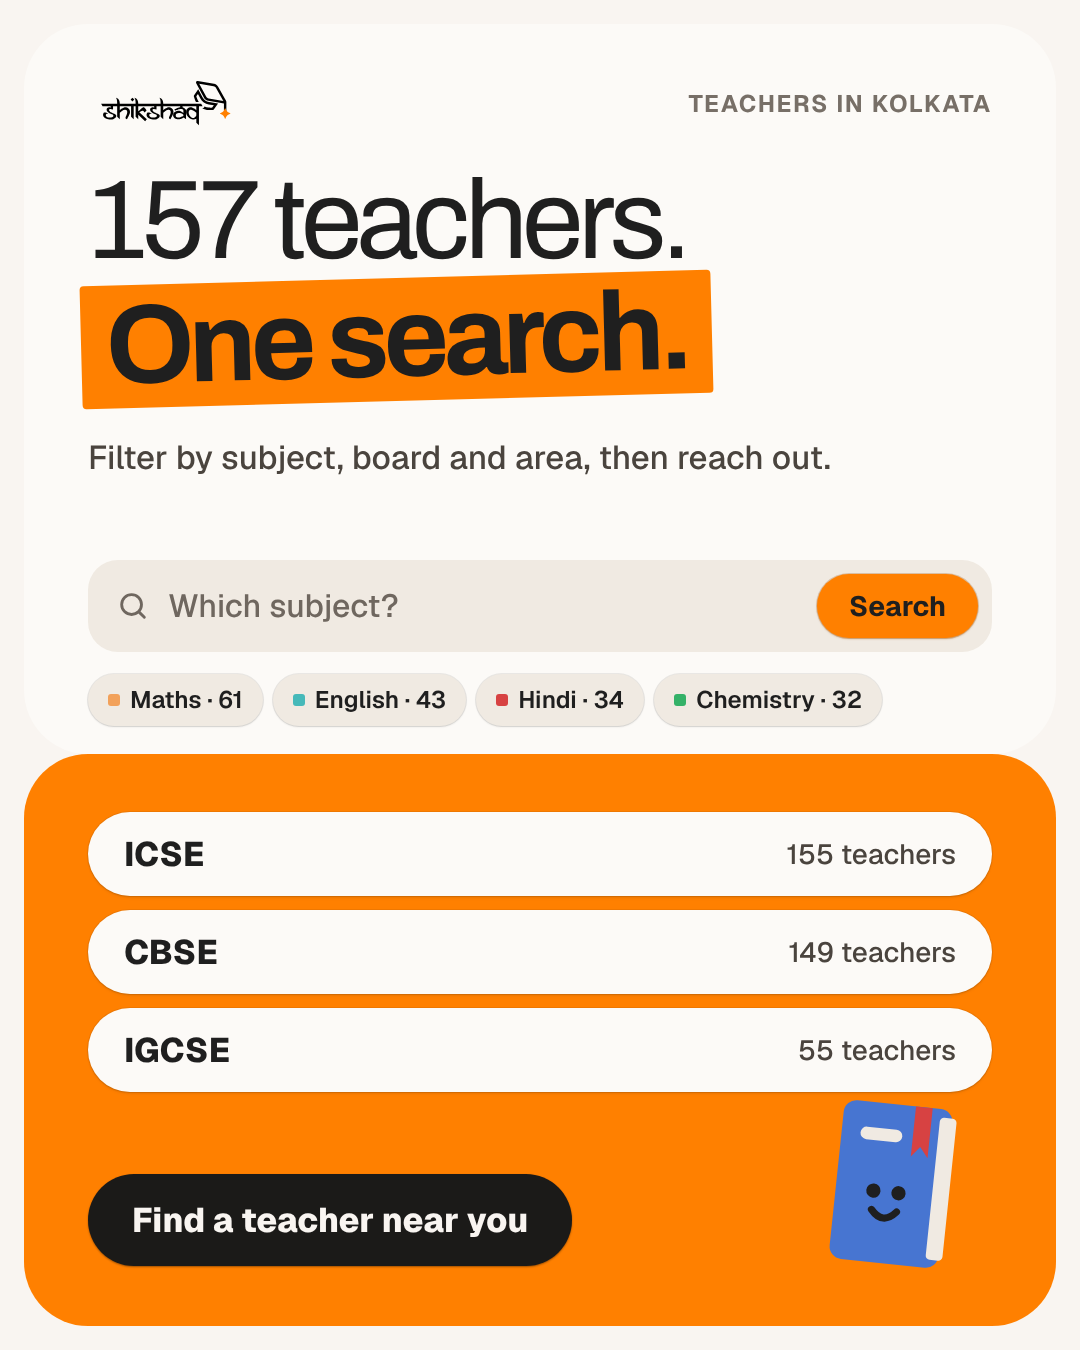 shikshaq
TEACHERS IN KOLKATA
157 teachers.
One search.
Filter by subject, board and area, then reach out.
Which subject?
Search
Maths · 61
English · 43
Hindi · 34
Chemistry · 32
ICSE
155 teachers
CBSE
149 teachers
IGCSE
55 teachers
Find a teacher near you